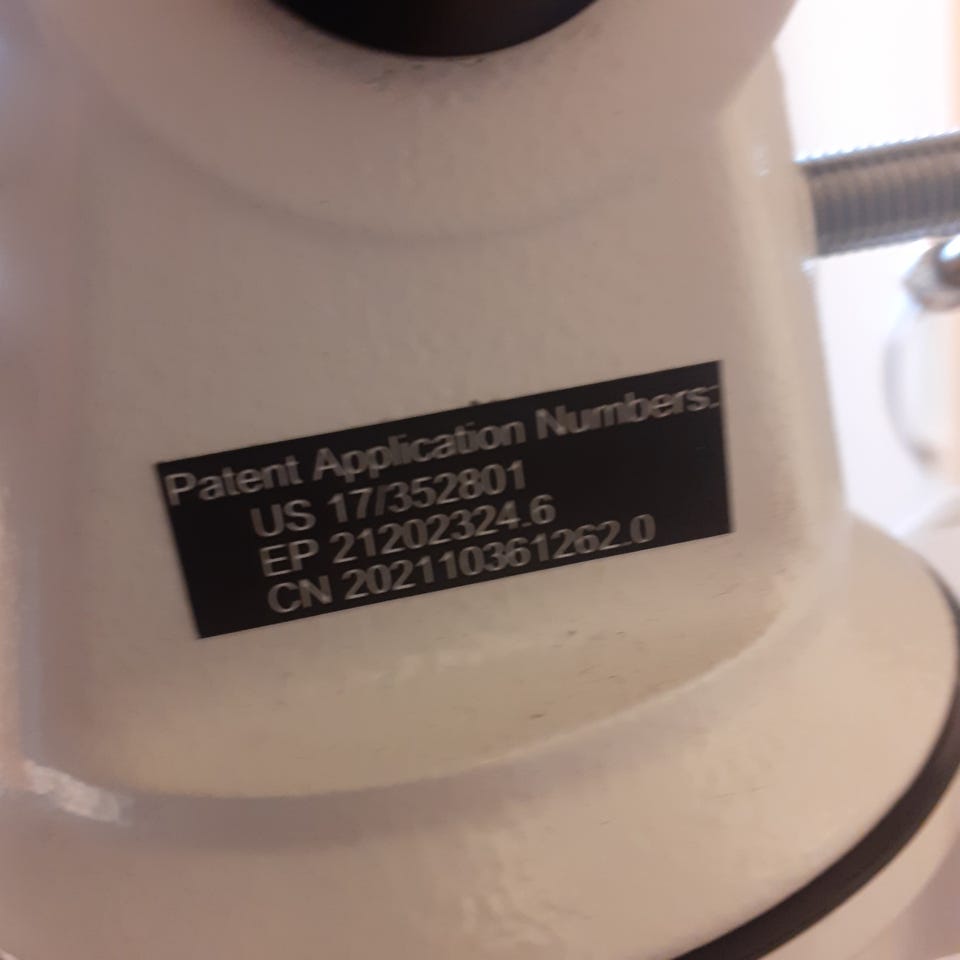 Patent Application Numbers:
US 17/352801
EP 21202324.6
CN 202110361262.0